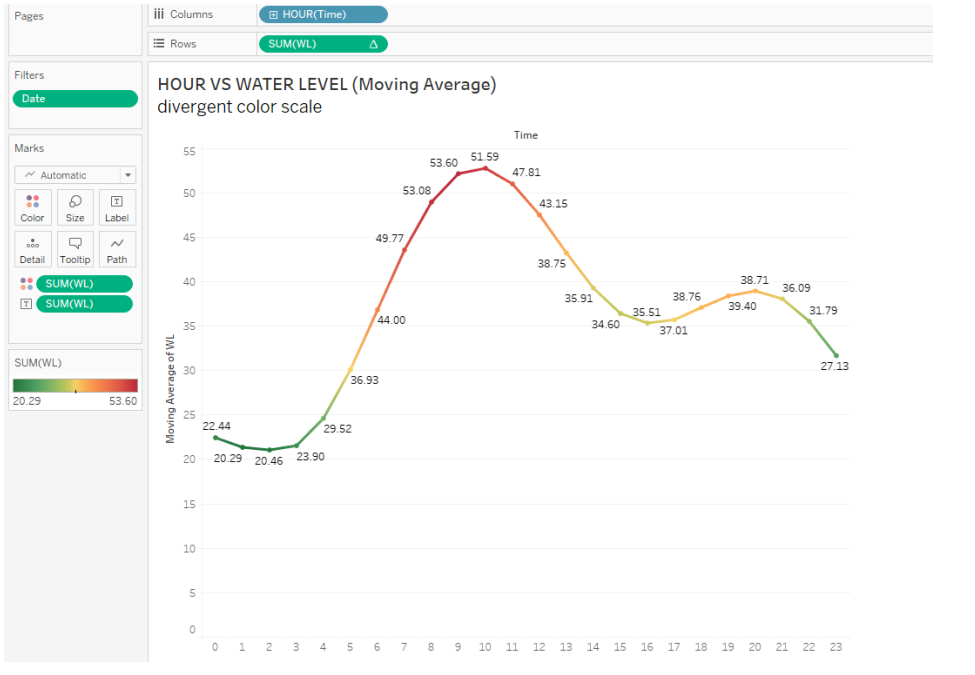 Pages
Columns
HOUR(Time)
Rows
SUM(WL)
Filters
Date
Marks
Automatic
Color
Size
Label
Detail
Tooltip
Path
SUM(WL)
SUM(WL)
SUM(WL)
20.29
53.60
HOUR VS WATER LEVEL (Moving Average)
divergent color scale
Time
Moving Average of WL
55
50
45
40
35
30
25
20
15
10
5
0
22.44
20.29
20.46
23.90
29.52
36.93
44.00
49.77
53.08
53.60
51.59
47.81
43.15
38.75
35.91
34.60
35.51
37.01
38.76
39.40
38.71
36.09
31.79
27.13
0 1 2 3 4 5 6 7 8 9 10 11 12 13 14 15 16 17 18 19 20 21 22 23